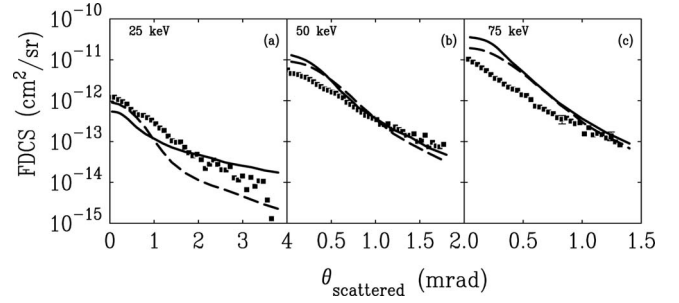 25 keV (a) 50 keV (b) 75 keV (c)
FDCS (cm²/sr)
10⁻¹⁰
10⁻¹¹
10⁻¹²
10⁻¹³
10⁻¹⁴
10⁻¹⁵
0 1 2 3 4 0.5 1.0 1.5 2.0 0.5 1.0 1.5
θscattered (mrad)